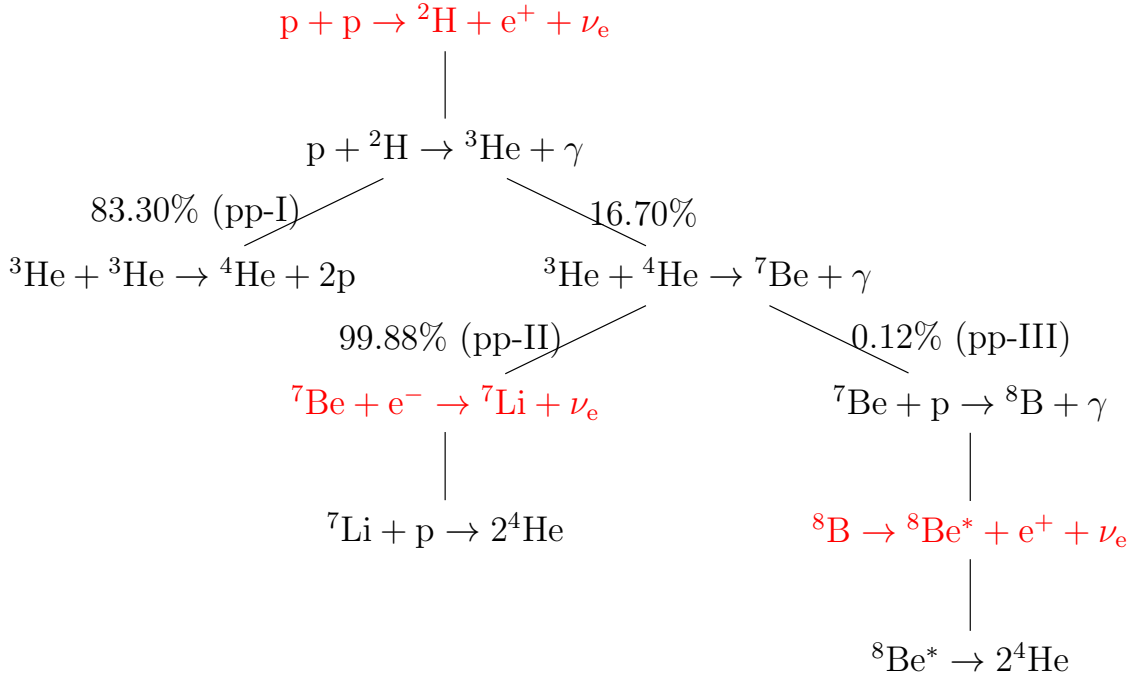 p + p → ²H + e⁺ + νₑ
p + ²H → ³He + γ
83.30% (pp-I)
16.70%
³He + ³He → ⁴He + 2p
³He + ⁴He → ⁷Be + γ
99.88% (pp-II)
0.12% (pp-III)
⁷Be + e⁻ → ⁷Li + νₑ
⁷Be + p → ⁸B + γ
⁷Li + p → 2⁴He
⁸B → ⁸Be* + e⁺ + νₑ
⁸Be* → 2⁴He